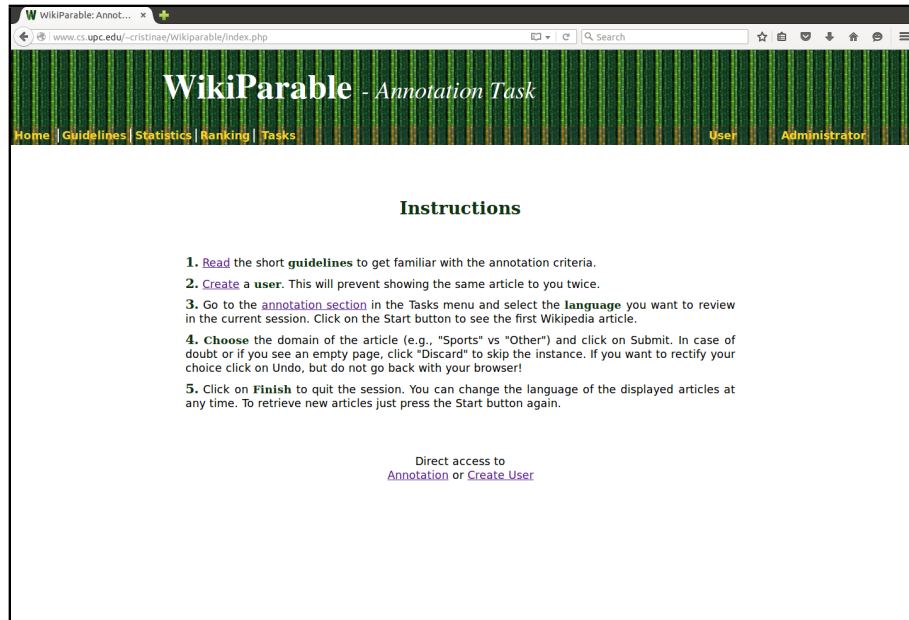 WikiParable: Annot...
www.cs.upc.edu/~cristinae/Wikiparable/index.php
Search
WikiParable - Annotation Task
Home | Guidelines | Statistics | Ranking | Tasks User Administrator
Instructions
1. Read the short guidelines to get familiar with the annotation criteria.
2. Create a user. This will prevent showing the same article to you twice.
3. Go to the annotation section in the Tasks menu and select the language you want to review
in the current session. Click on the Start button to see the first Wikipedia article.
4. Choose the domain of the article (e.g., "Sports" vs "Other") and click on Submit. In case of
doubt or if you see an empty page, click "Discard" to skip the instance. If you want to rectify your
choice click on Undo, but do not go back with your browser!
5. Click on Finish to quit the session. You can change the language of the displayed articles at
any time. To retrieve new articles just press the Start button again.
Direct access to
Annotation or Create User